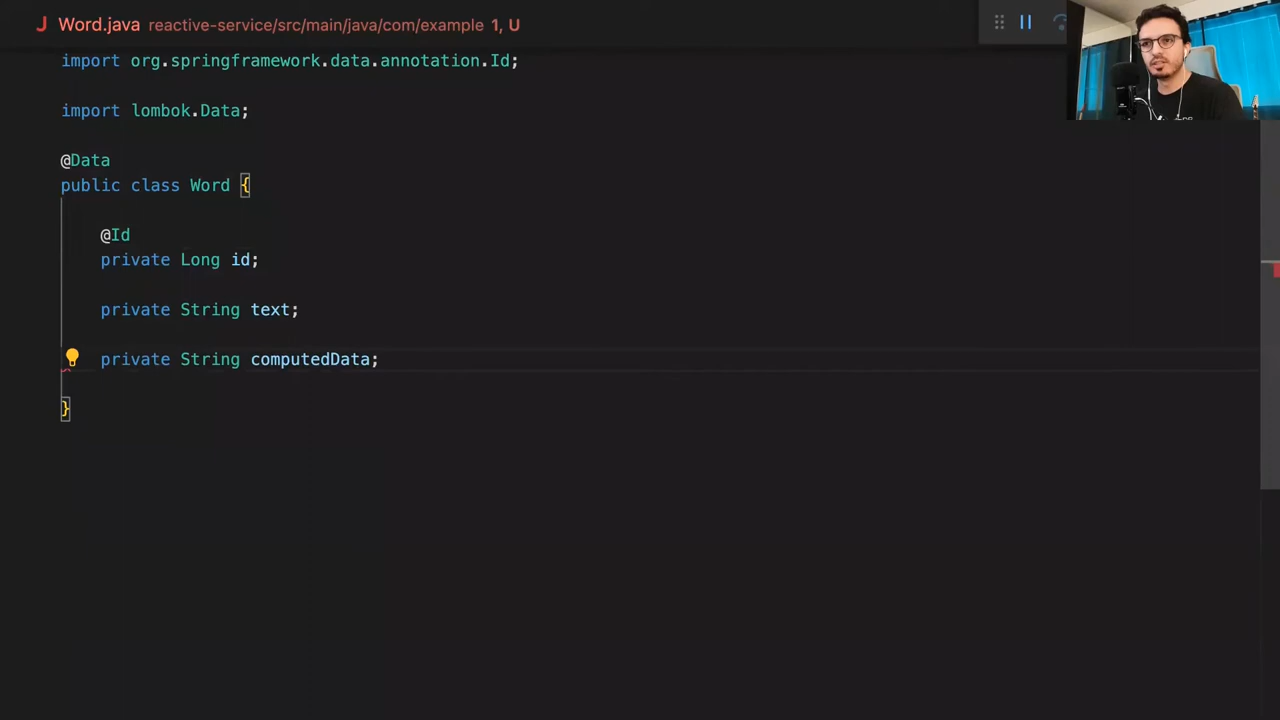 J Word.java reactive-service/src/main/java/com/example 1, U
import org.springframework.data.annotation.Id;
import lombok.Data;
@Data
public class Word {
@Id
private Long id;
private String text;
private String computedData;
}